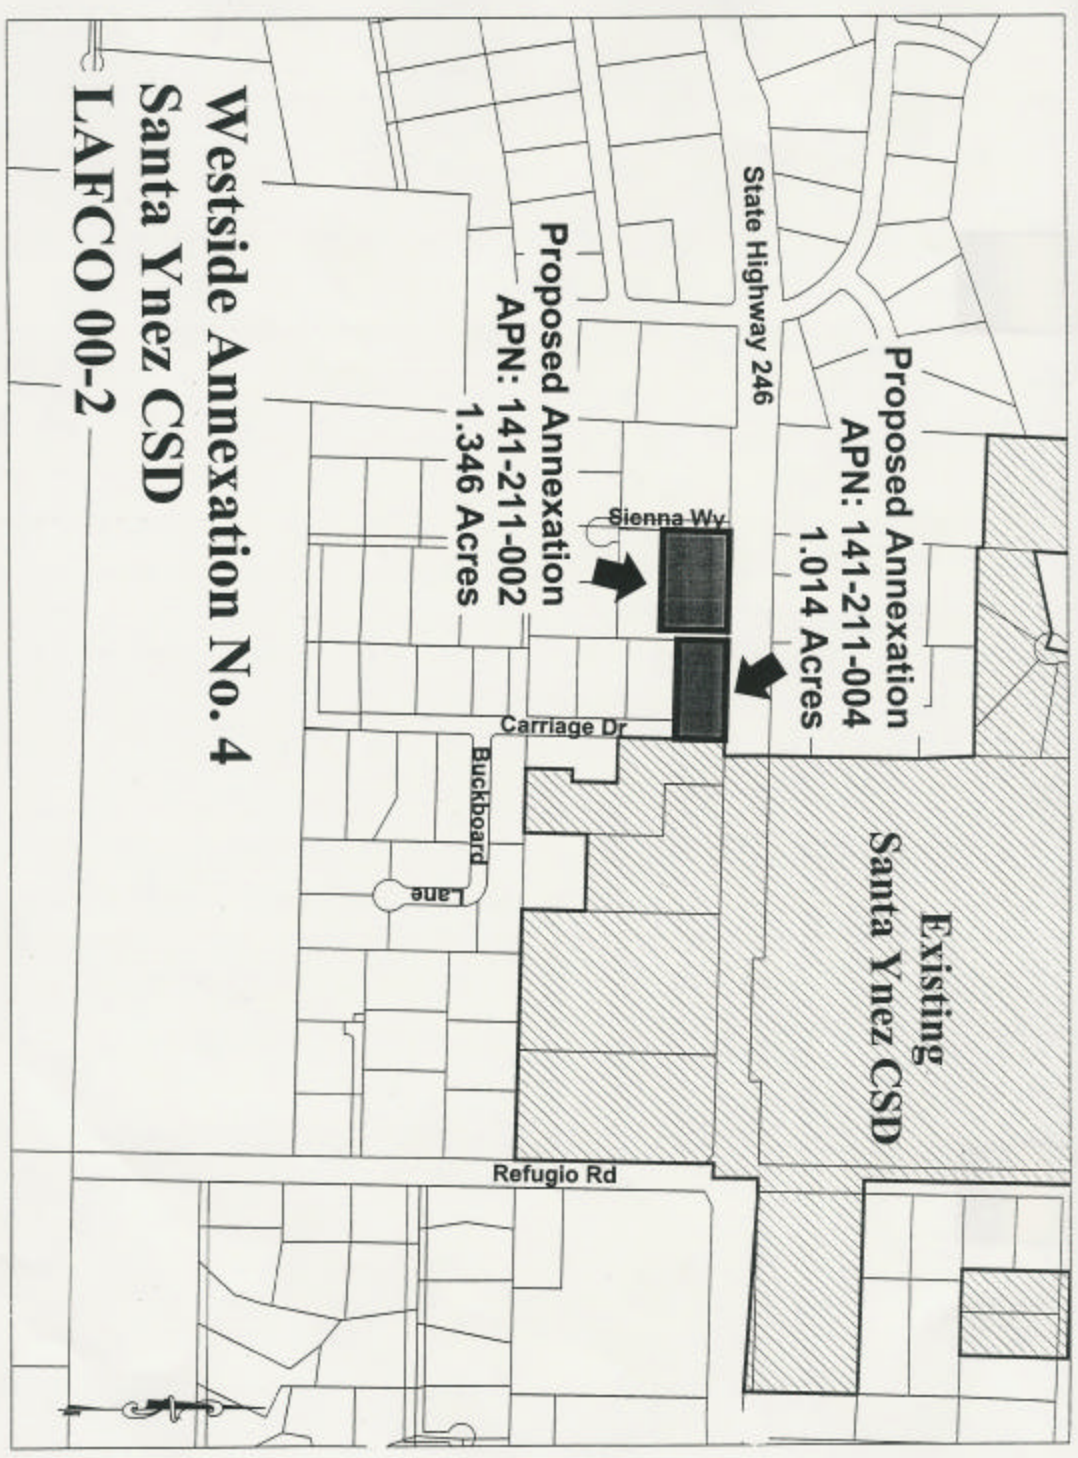 Westside Annexation No. 4
Santa Ynez CSD
LAFCO 00-2
Proposed Annexation
APN: 141-211-004
1.014 Acres
Existing
Santa Ynez CSD
State Highway 246
Proposed Annexation
APN: 141-211-002
1.346 Acres
Sienna Wy
Carriage Dr
Buckboard
Lane
Refugio Rd